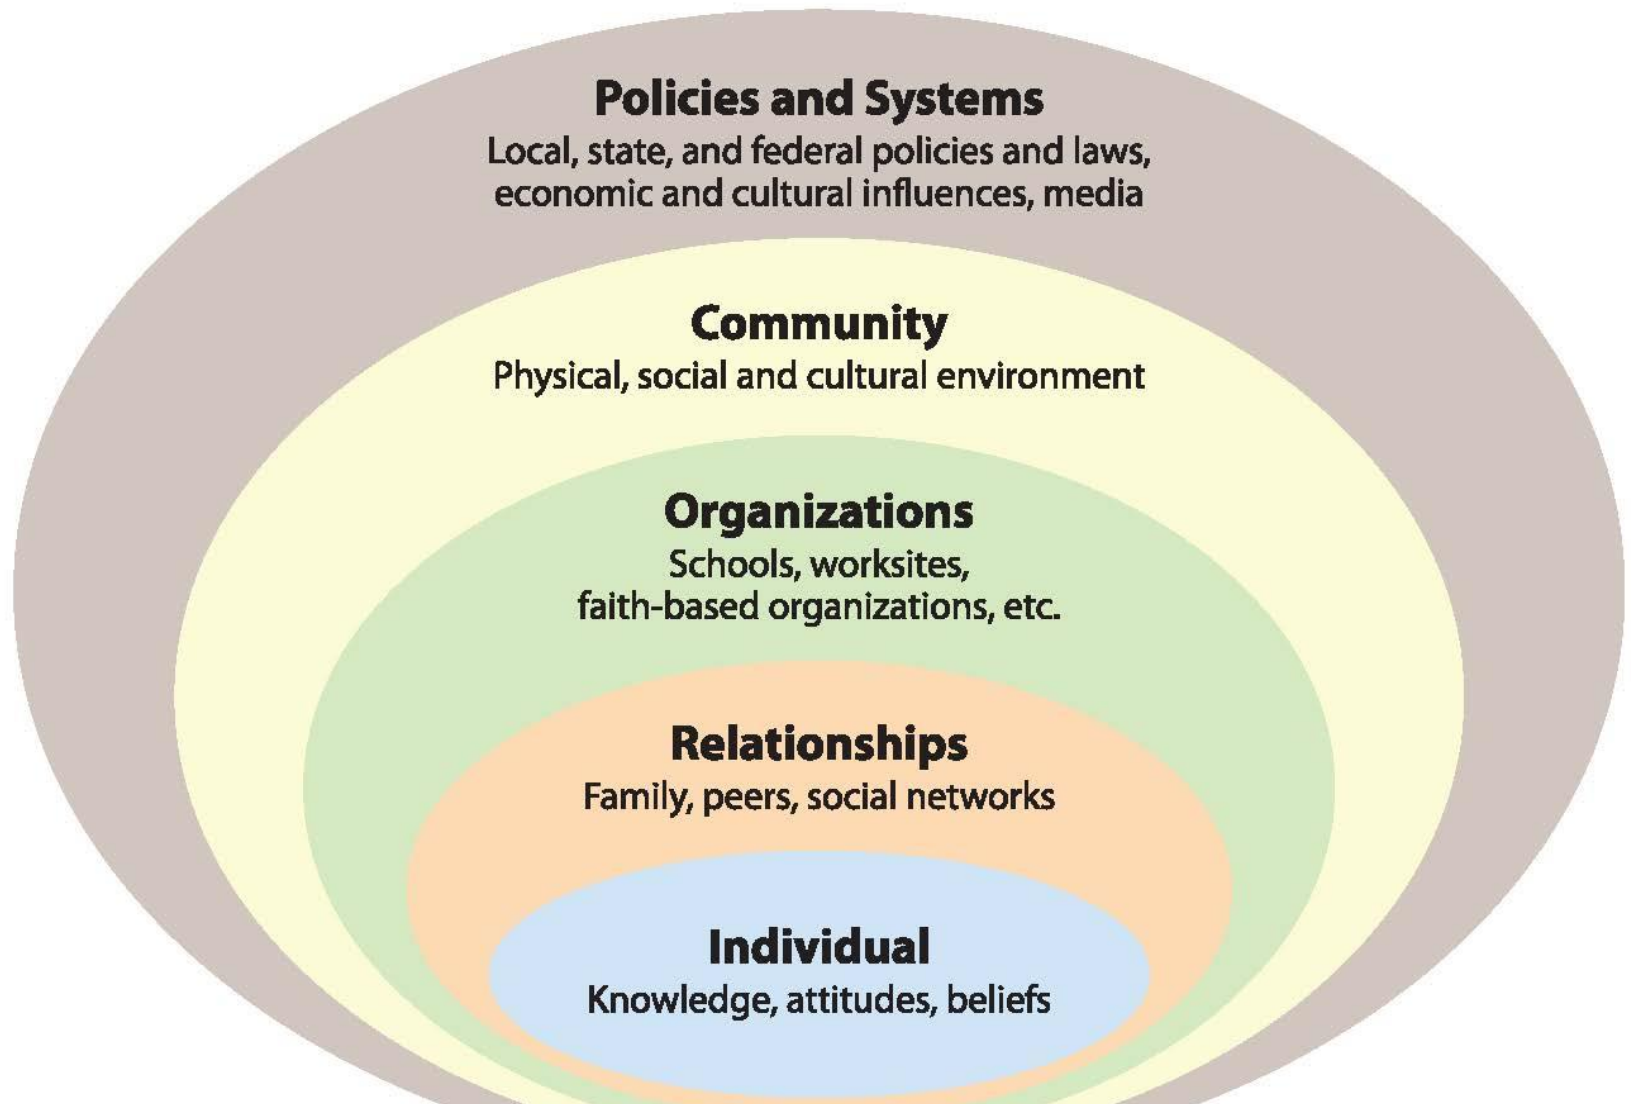 Policies and Systems
Local, state, and federal policies and laws,
economic and cultural influences, media
Community
Physical, social and cultural environment
Organizations
Schools, worksites,
faith-based organizations, etc.
Relationships
Family, peers, social networks
Individual
Knowledge, attitudes, beliefs